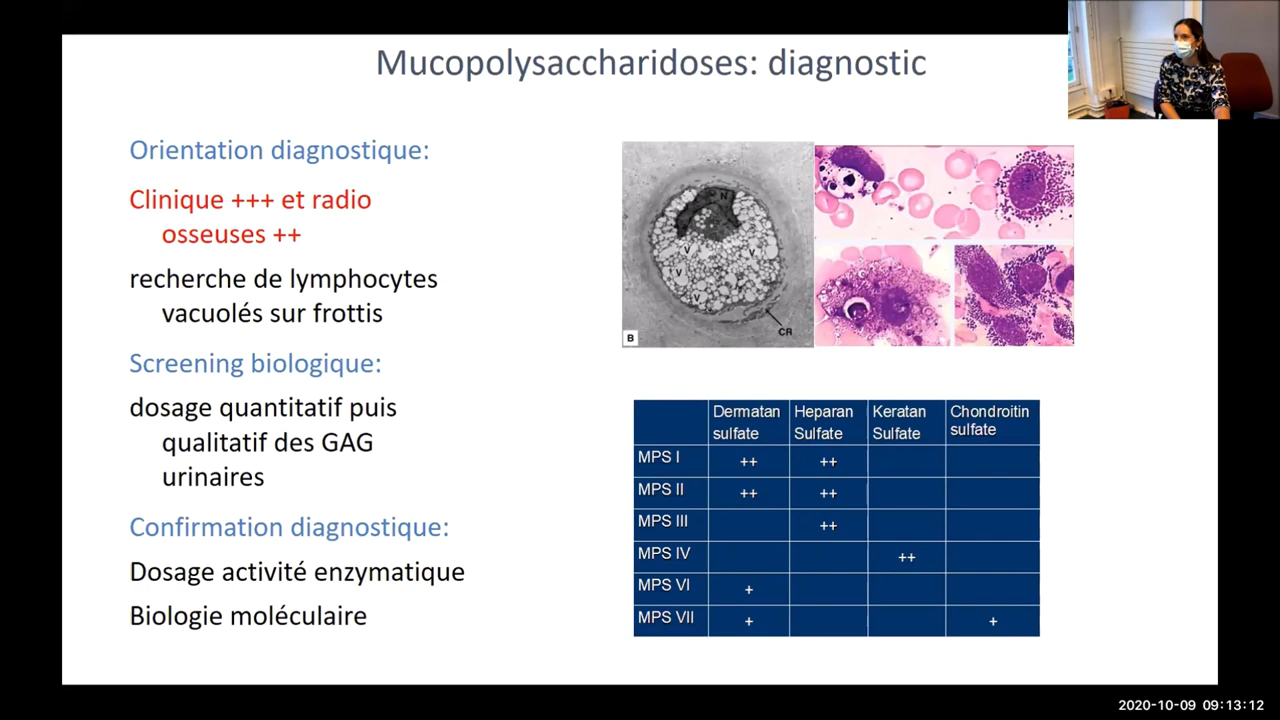 Mucopolysaccharidoses: diagnostic
Orientation diagnostique:
Clinique +++ et radio
osseuses ++
recherche de lymphocytes
vacuolés sur frottis
Screening biologique:
dosage quantitatif puis
qualitatif des GAG
urinaires
Confirmation diagnostique:
Dosage activité enzymatique
Biologie moléculaire
N
V
V
V
V
CR
B
Dermatan sulfate Heparan Sulfate Keratan Sulfate Chondroitin sulfate
MPS I ++ ++
MPS II ++ ++
MPS III ++
MPS IV ++
MPS VI +
MPS VII + +
2020-10-09 09:13:12